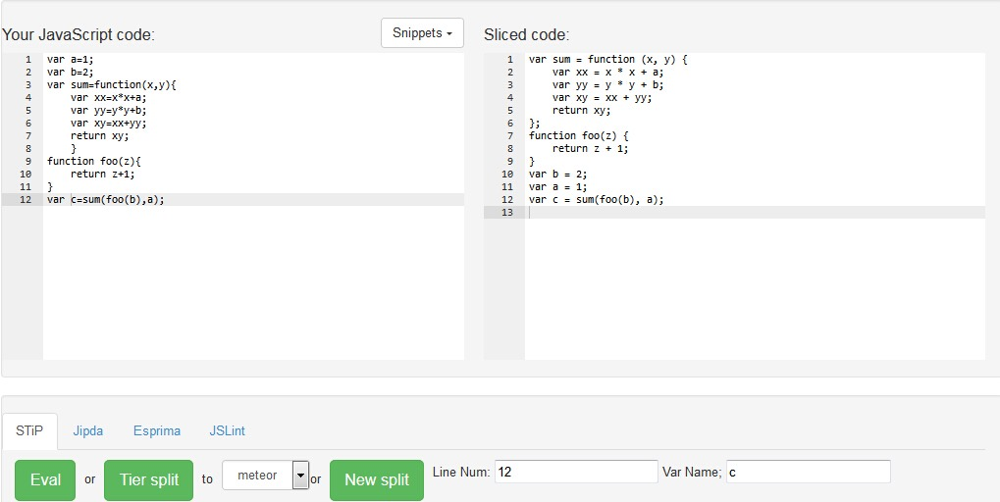 Your JavaScript code:
Snippets
1 var a=1;
2 var b=2;
3 var sum=function(x,y){
4 var xx=x*x+a;
5 var yy=y*y+b;
6 var xy=xx+yy;
7 return xy;
8 }
9 function foo(z){
10 return z+1;
11 }
12 var c=sum(foo(b),a);
Sliced code:
1 var sum = function (x, y) {
2 var xx = x * x + a;
3 var yy = y * y + b;
4 var xy = xx + yy;
5 return xy;
6 };
7 function foo(z) {
8 return z + 1;
9 }
10 var b = 2;
11 var a = 1;
12 var c = sum(foo(b), a);
13
STiP Jipda Esprima JSLint
Eval or Tier split to meteor or New split Line Num: 12 Var Name; c